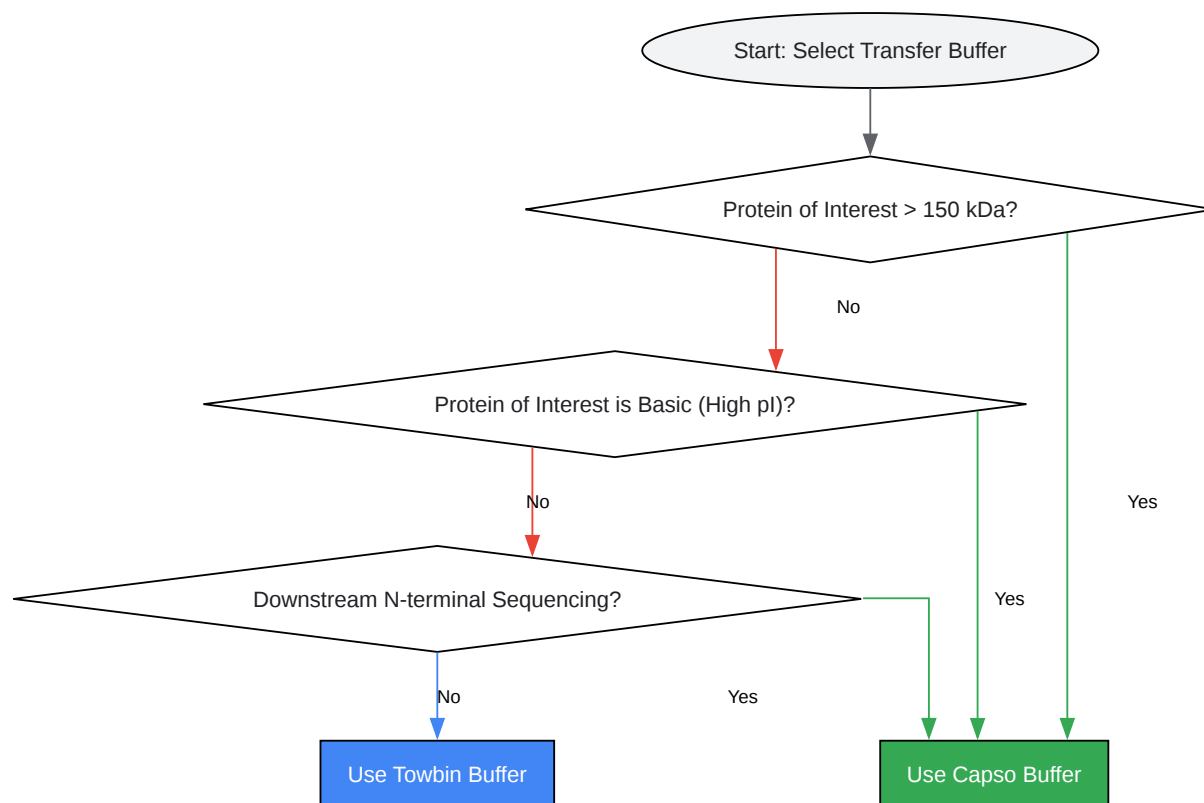 Start: Select Transfer Buffer
Protein of Interest > 150 kDa?
No
Protein of Interest is Basic (High pI)?
No
Yes
Downstream N-terminal Sequencing?
Yes
No
Yes
Use Towbin Buffer
Use Capso Buffer